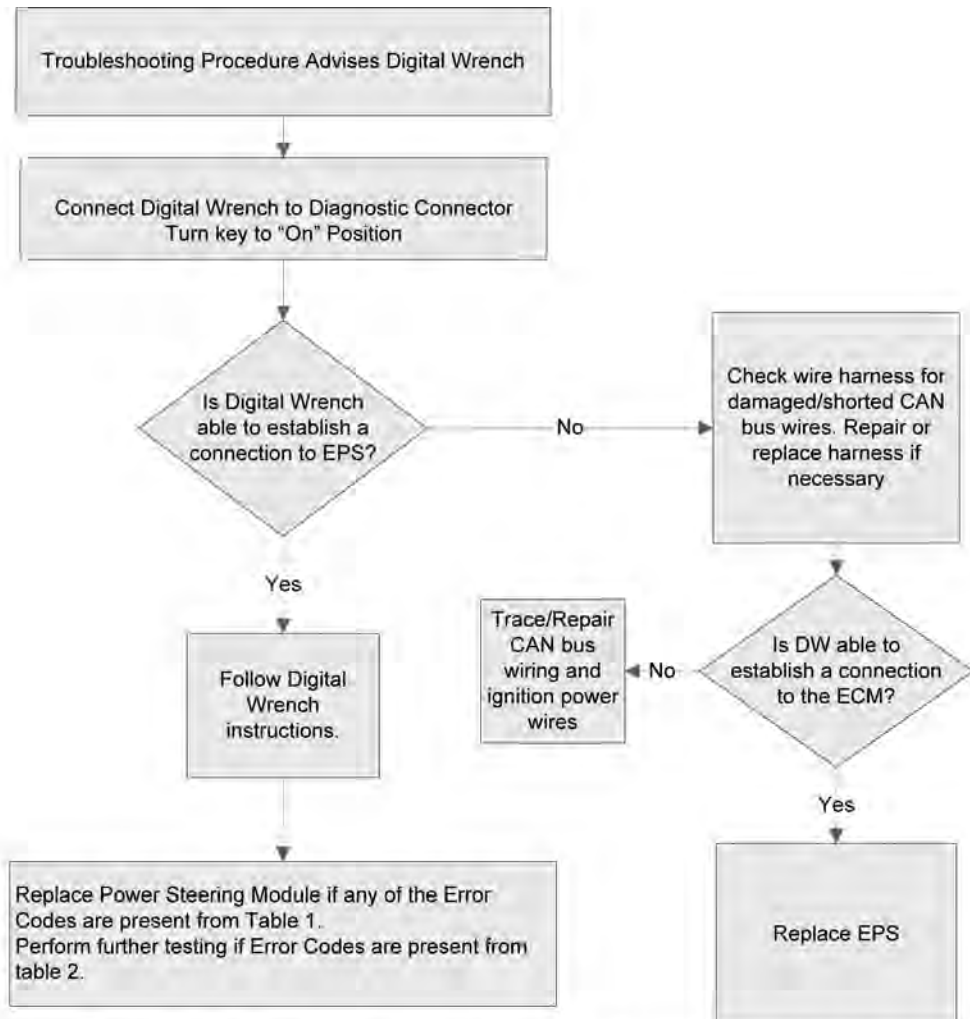 Troubleshooting Procedure Advises Digital Wrench
Connect Digital Wrench to Diagnostic Connector
Turn key to “On” Position
Is Digital Wrench
able to establish a
connection to EPS?
No
Check wire harness for
damaged/shorted CAN
bus wires. Repair or
replace harness if
necessary
Yes
Follow Digital
Wrench
instructions.
Trace/Repair
CAN bus
wiring and
ignition power
wires
No
Is DW able to
establish a connection
to the ECM?
Yes
Replace Power Steering Module if any of the Error
Codes are present from Table 1.
Perform further testing if Error Codes are present from
table 2.
Replace EPS